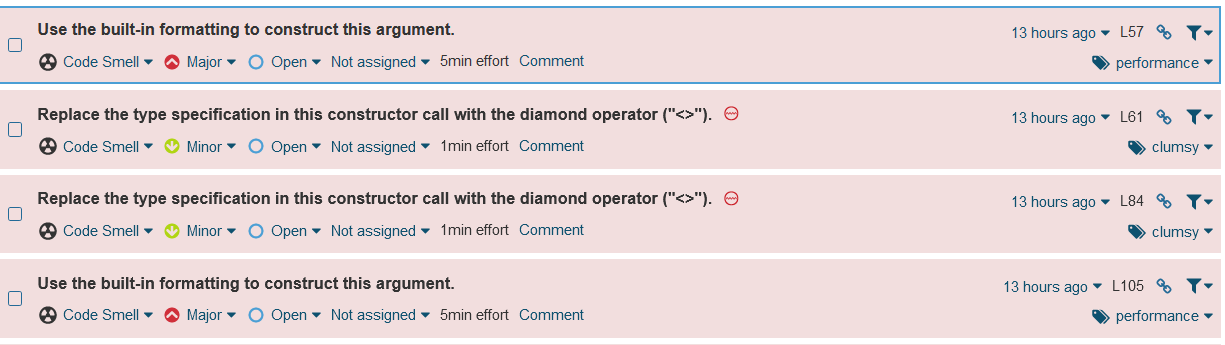 Use the built-in formatting to construct this argument. 13 hours ago L57
Code Smell Major Open Not assigned 5min effort Comment performance
Replace the type specification in this constructor call with the diamond operator ("<>"). 13 hours ago L61
Code Smell Minor Open Not assigned 1min effort Comment clumsy
Replace the type specification in this constructor call with the diamond operator ("<>"). 13 hours ago L84
Code Smell Minor Open Not assigned 1min effort Comment clumsy
Use the built-in formatting to construct this argument. 13 hours ago L105
Code Smell Major Open Not assigned 5min effort Comment performance